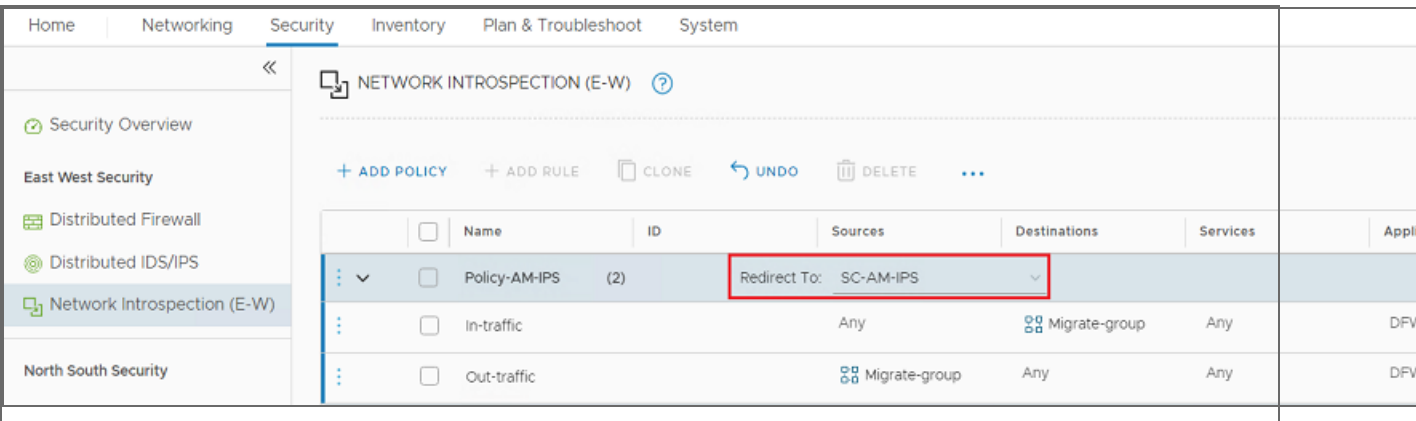 Home Networking Security Inventory Plan & Troubleshoot System
NETWORK INTROSPECTION (E-W) ?
Security Overview
East West Security
Distributed Firewall
Distributed IDS/IPS
Network Introspection (E-W)
North South Security
+ ADD POLICY + ADD RULE CLONE UNDO DELETE ...
Name ID Sources Destinations Services Appli
Policy-AM-IPS (2) Redirect To: SC-AM-IPS
In-traffic Any Migrate-group Any DFW
Out-traffic Migrate-group Any Any DFW